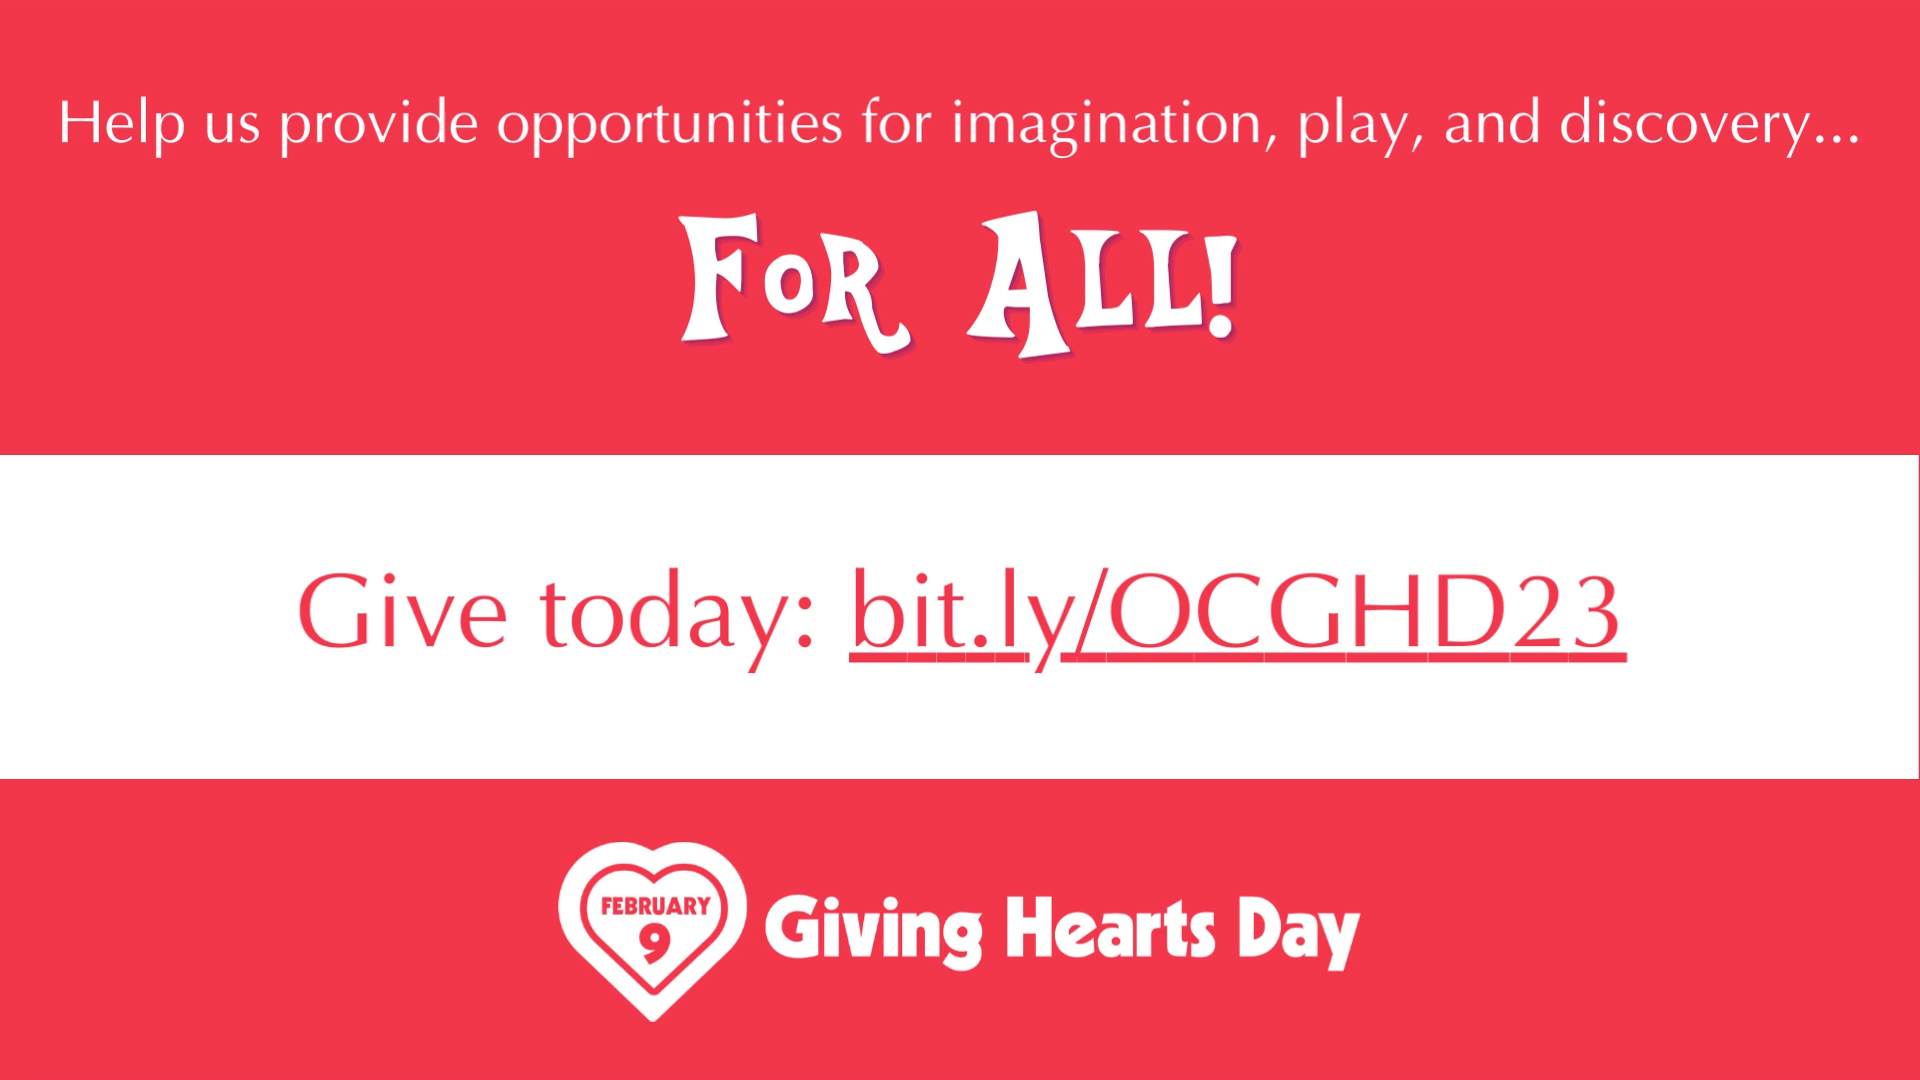 Help us provide opportunities for imagination, play, and discovery...
For All!
Give today: bit.ly/OCGHD23
FEBRUARY
9
Giving Hearts Day